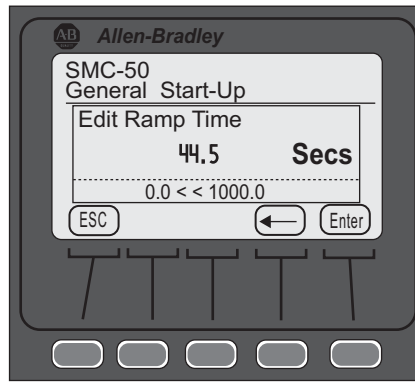 AB Allen-Bradley
SMC-50
General Start-Up
Edit Ramp Time
44.5 Secs
0.0 < < 1000.0
ESC ← Enter